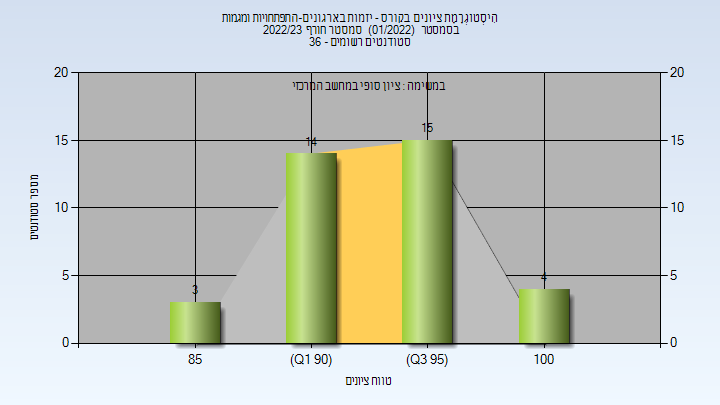 היסטוגרמת ציונים בקורס - יזמות בארגונים-התפתחויות ומגמות
בסמסטר (01/2022) סמסטר חורף 2022/23
סטודנטים רשומים - 36
במשימה : ציון סופי במחשב המרכזי
20 20
15 15
10 10
5 5
0 0
3 14 15 4
מספר סטודנטים
85 (Q1 90) (Q3 95) 100
טווח ציונים